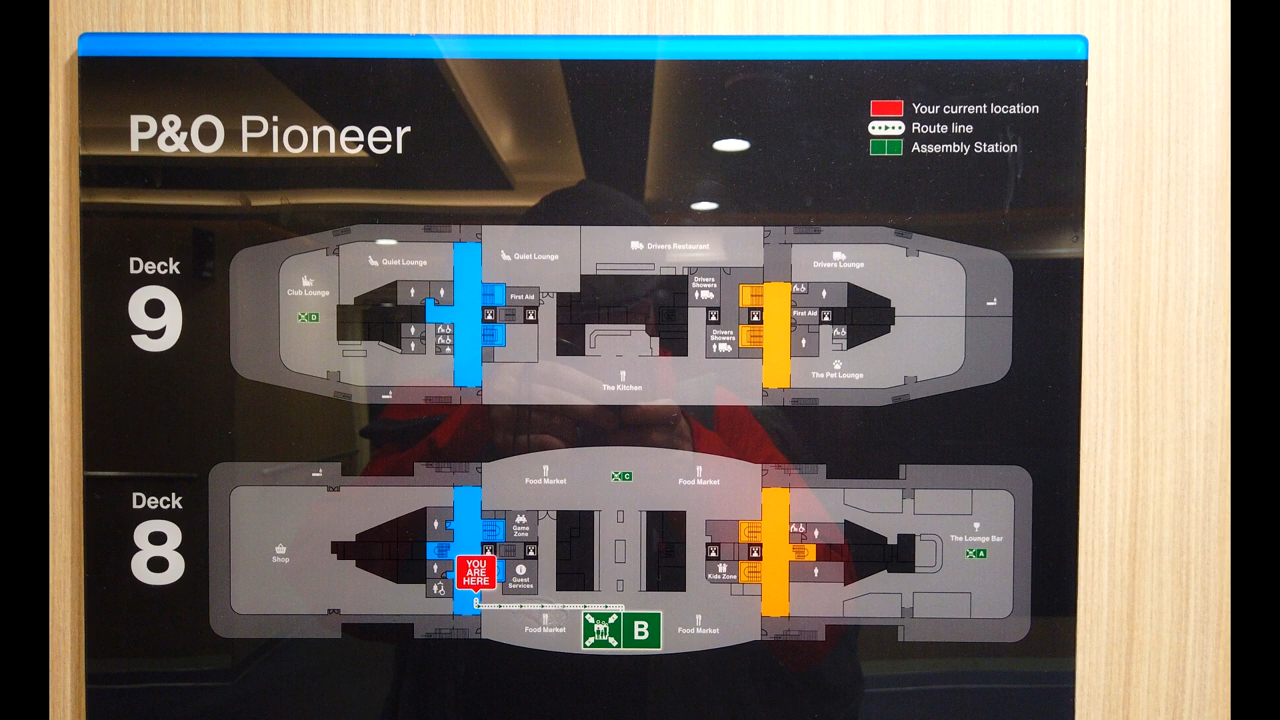 P&O Pioneer
Your current location
Route line
Assembly Station
Deck
9
Club Lounge
D
Quiet Lounge
Quiet Lounge
First Aid
Drivers Restaurant
Drivers
Showers
Drivers
Showers
The Kitchen
Drivers Lounge
First Aid
The Pet Lounge
Deck
8
Shop
Food Market
C
Food Market
Game
Zone
YOU
ARE
HERE
Guest
Services
Kids Zone
The Lounge Bar
A
Food Market
B
Food Market